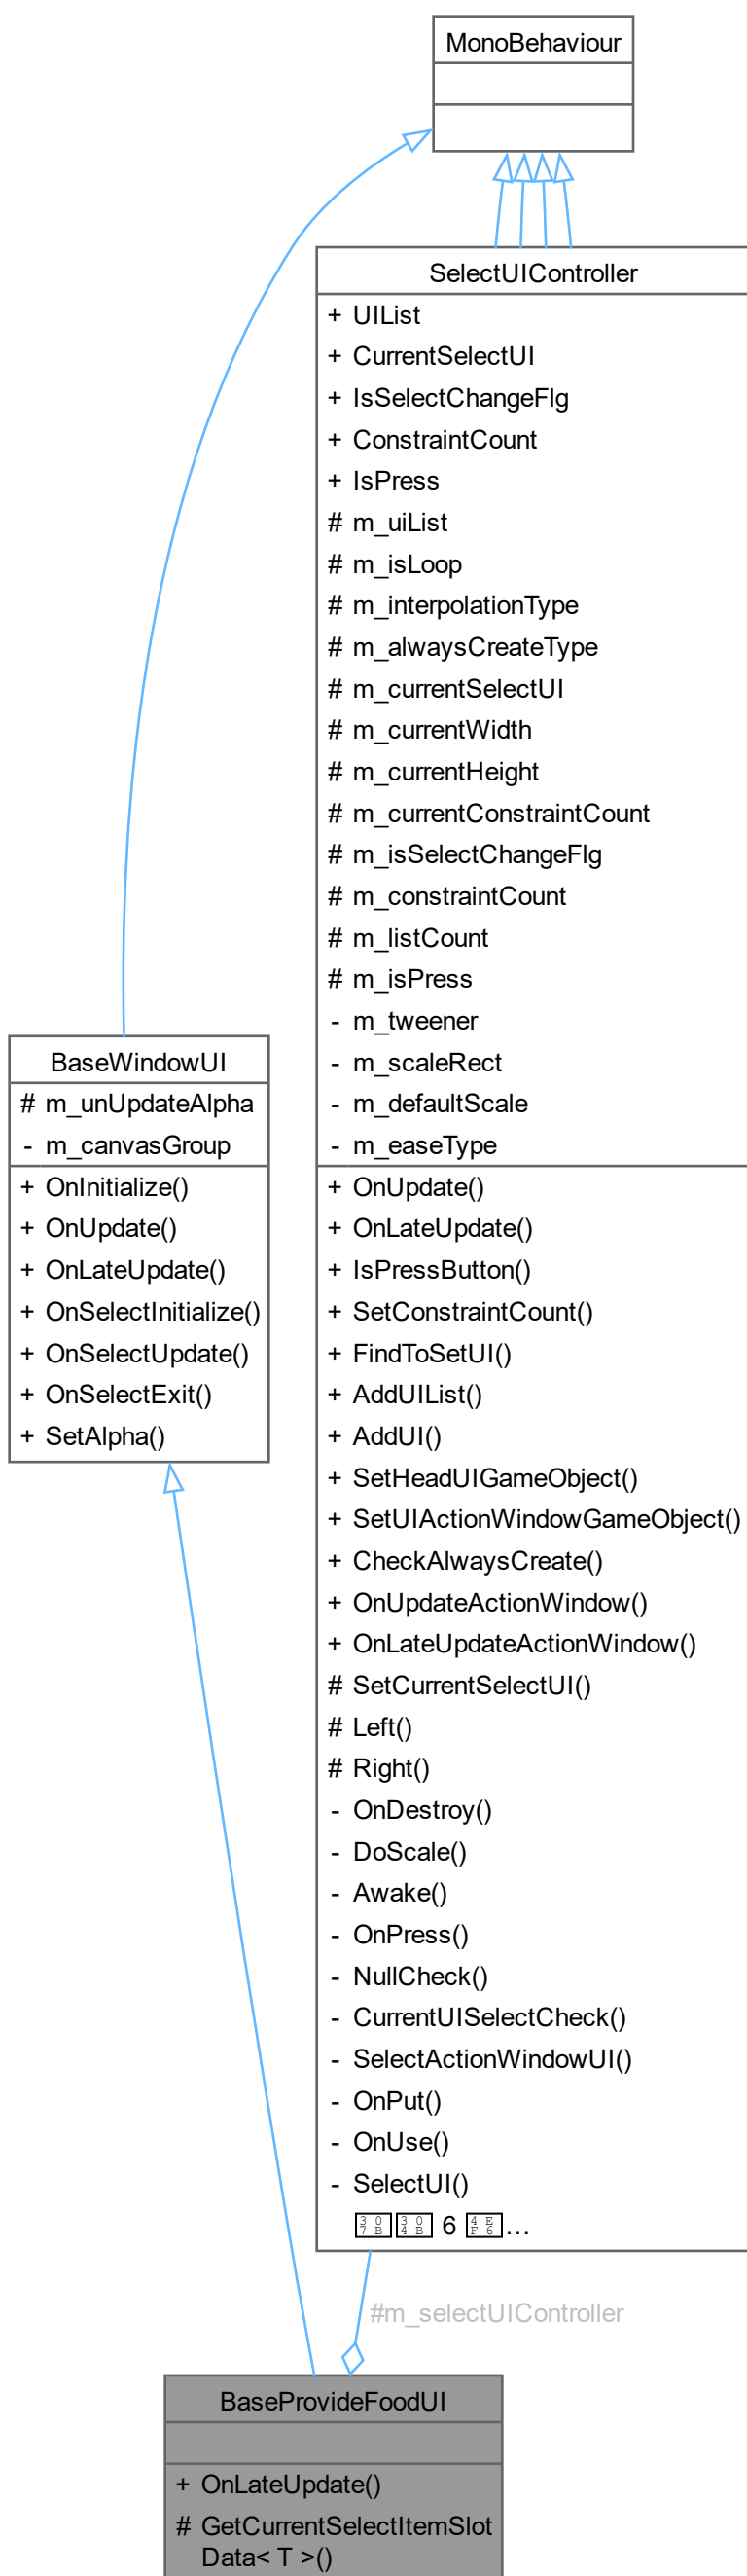 MonoBehaviour
SelectUIController
+ UIList
+ CurrentSelectUI
+ IsSelectChangeFlg
+ ConstraintCount
+ IsPress
# m_uiList
# m_isLoop
# m_interpolationType
# m_alwaysCreateType
# m_currentSelectUI
# m_currentWidth
# m_currentHeight
# m_currentConstraintCount
# m_isSelectChangeFlg
# m_constraintCount
# m_listCount
# m_isPress
- m_tweener
- m_scaleRect
- m_defaultScale
- m_easeType
+ OnUpdate()
+ OnLateUpdate()
+ IsPressButton()
+ SetConstraintCount()
+ FindToSetUI()
+ AddUIList()
+ AddUI()
+ SetHeadUIGameObject()
+ SetUIActionWindowGameObject()
+ CheckAlwaysCreate()
+ OnUpdateActionWindow()
+ OnLateUpdateActionWindow()
# SetCurrentSelectUI()
# Left()
# Right()
- OnDestroy()
- DoScale()
- Awake()
- OnPress()
- NullCheck()
- CurrentUISelectCheck()
- SelectActionWindowUI()
- OnPut()
- OnUse()
- SelectUI()
6 ...
BaseWindowUI
# m_unUpdateAlpha
- m_canvasGroup
+ OnInitialize()
+ OnUpdate()
+ OnLateUpdate()
+ OnSelectInitialize()
+ OnSelectUpdate()
+ OnSelectExit()
+ SetAlpha()
#m_selectUIController
BaseProvideFoodUI
+ OnLateUpdate()
# GetCurrentSelectItemSlot
Data< T >()